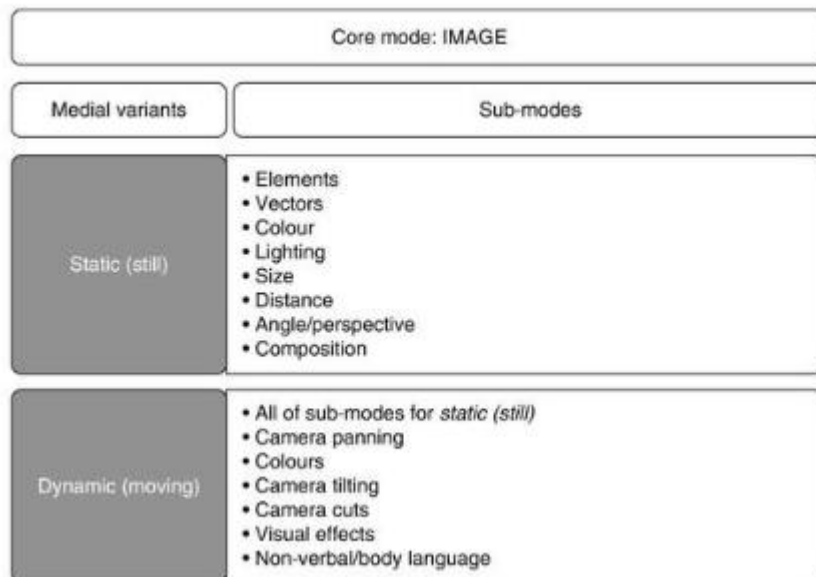 Core mode: IMAGE
Medial variants
Sub-modes
Static (still)
• Elements
• Vectors
• Colour
• Lighting
• Size
• Distance
• Angle/perspective
• Composition
Dynamic (moving)
• All of sub-modes for static (still)
• Camera panning
• Colours
• Camera tilting
• Camera cuts
• Visual effects
• Non-verbal/body language